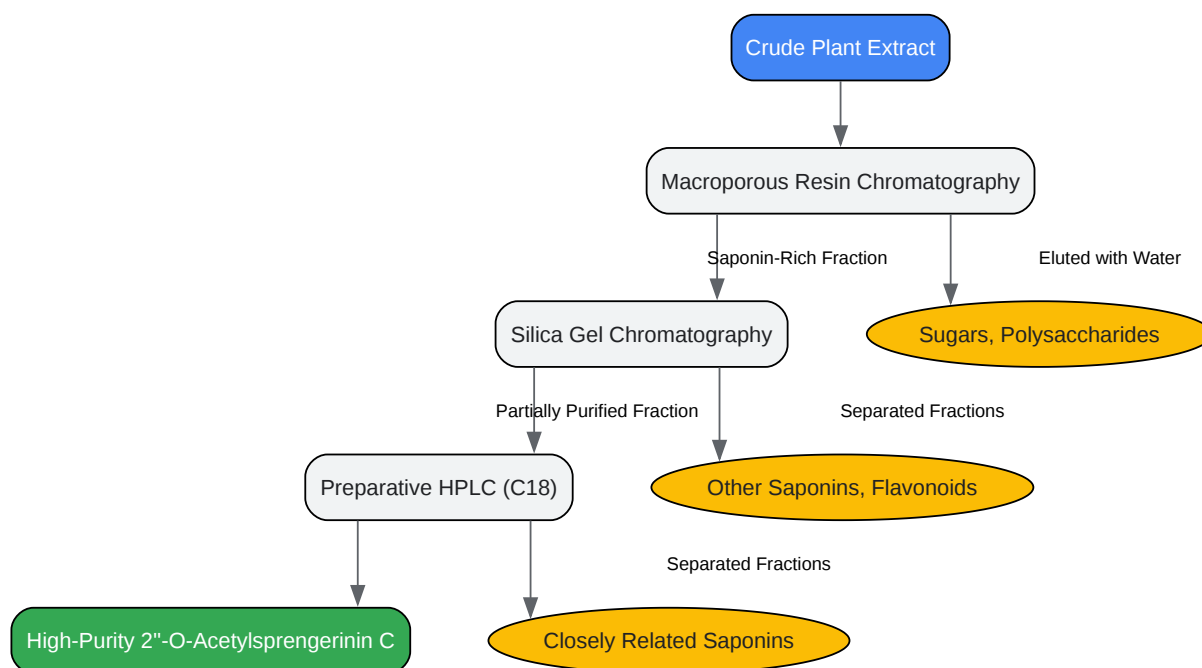 Crude Plant Extract
Macroporous Resin Chromatography
Saponin-Rich Fraction
Eluted with Water
Silica Gel Chromatography
Sugars, Polysaccharides
Partially Purified Fraction
Separated Fractions
Preparative HPLC (C18)
Other Saponins, Flavonoids
Separated Fractions
High-Purity 2"-O-Acetylsprengerinin C
Closely Related Saponins